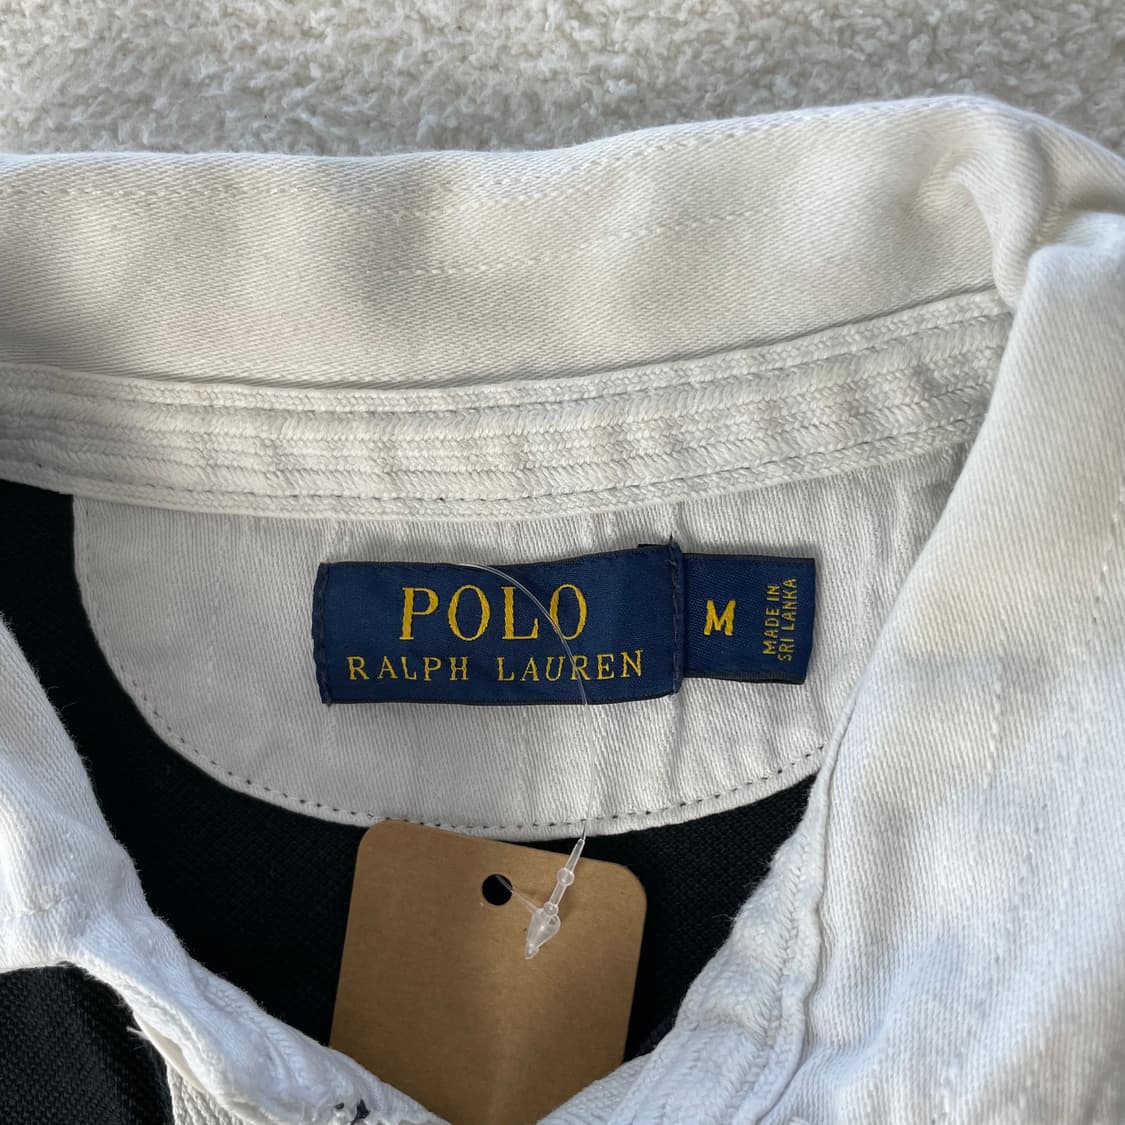 POLO
RALPH LAUREN
M
MADE IN
SRI LANKA